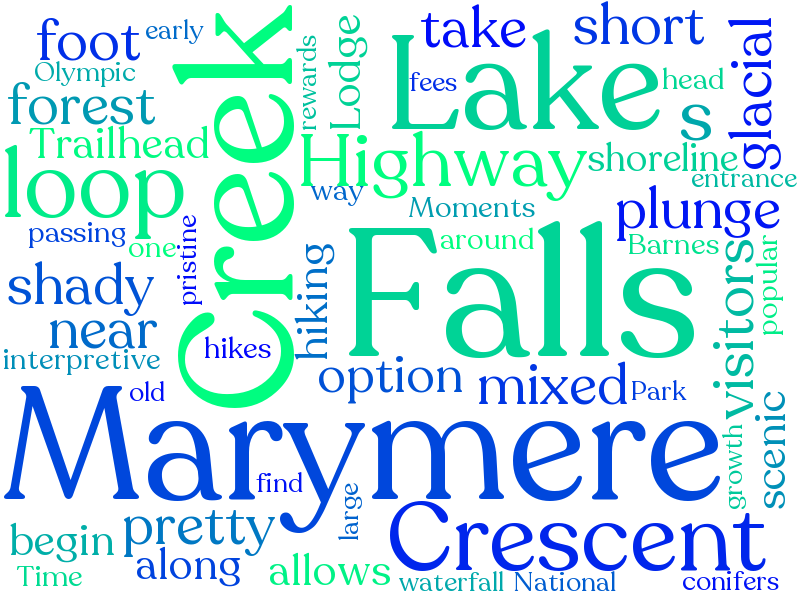 foot
early
Creek
rewards
Lodge
take
short
glacial
Olympic
Lake
fees
head
forest
s
Trailhead
Highway
shoreline
loop
way
entrance
Moments
plunge
passing
one
pristine
around
Barnes
popular
shady
hiking
Falls
visitors
near
hikes
interpretive
option
mixed
Park
old
Marymere
scenic
growth
find
large
Crescent
begin
pretty
along
allows
Time
waterfall
National
conifers